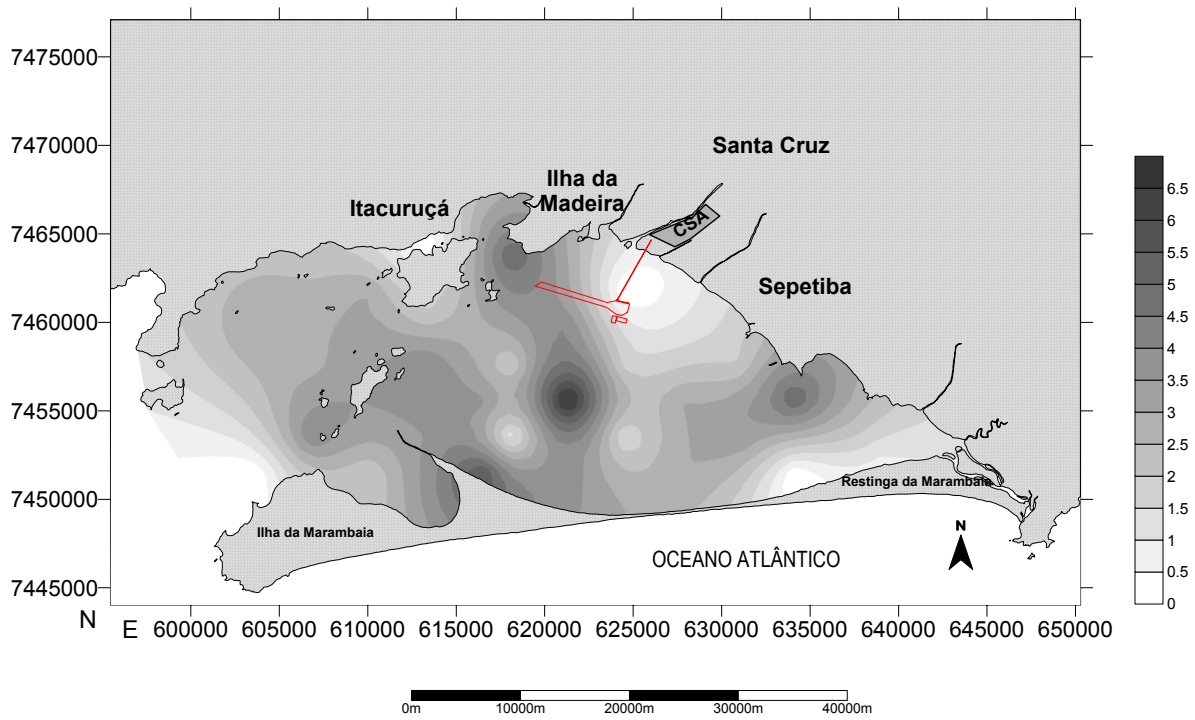 7475000
7470000
7465000
7460000
7455000
7450000
7445000
Santa Cruz
Ilha da
Madeira
Itacuruçá
CSA
Sepetiba
Restinga da Marambaia
Ilha da Marambaia
N
OCEANO ATLÂNTICO
6.5
6
5.5
5
4.5
4
3.5
3
2.5
2
1.5
1
0.5
0
N
E
600000 605000 610000 615000 620000 625000 630000 635000 640000 645000 650000
0m 10000m 20000m 30000m 40000m